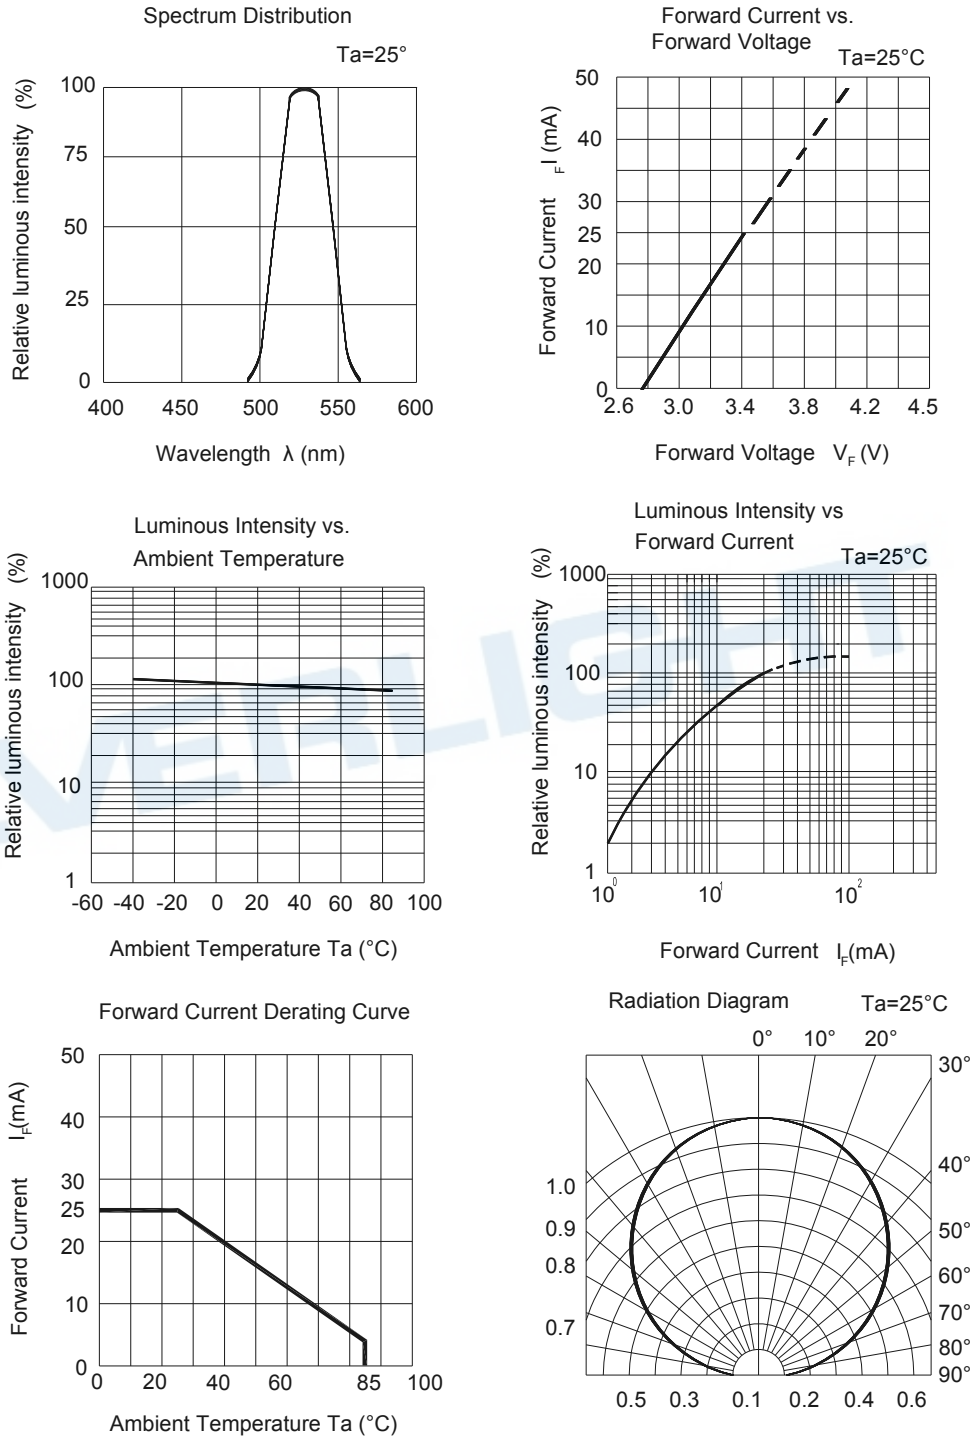 Spectrum Distribution
Ta=25°
Relative luminous intensity (%)
100
75
50
25
0
400 450 500 550 600
Wavelength λ (nm)
Forward Current vs.
Forward Voltage
Ta=25°C
Forward Current FI (mA)
50
40
30
25
20
10
0
2.6 3.0 3.4 3.8 4.2 4.5
Forward Voltage VF (V)
Luminous Intensity vs.
Ambient Temperature
Relative luminous intensity (%)
1000
100
10
1
-60 -40 -20 0 20 40 60 80 100
Ambient Temperature Ta (°C)
Luminous Intensity vs
Forward Current
Ta=25°C
Relative luminous intensity (%)
1000
100
10
1
10⁰ 10¹ 10²
Forward Current IF(mA)
VERLIGHT
Forward Current Derating Curve
Forward Current IF(mA)
50
40
30
25
20
10
0
0 20 40 60 85 100
Ambient Temperature Ta (°C)
Radiation Diagram
Ta=25°C
0° 10° 20°
30°
40°
50°
60°
70°
80°
90°
1.0
0.9
0.8
0.7
0.5 0.3 0.1 0.2 0.4 0.6